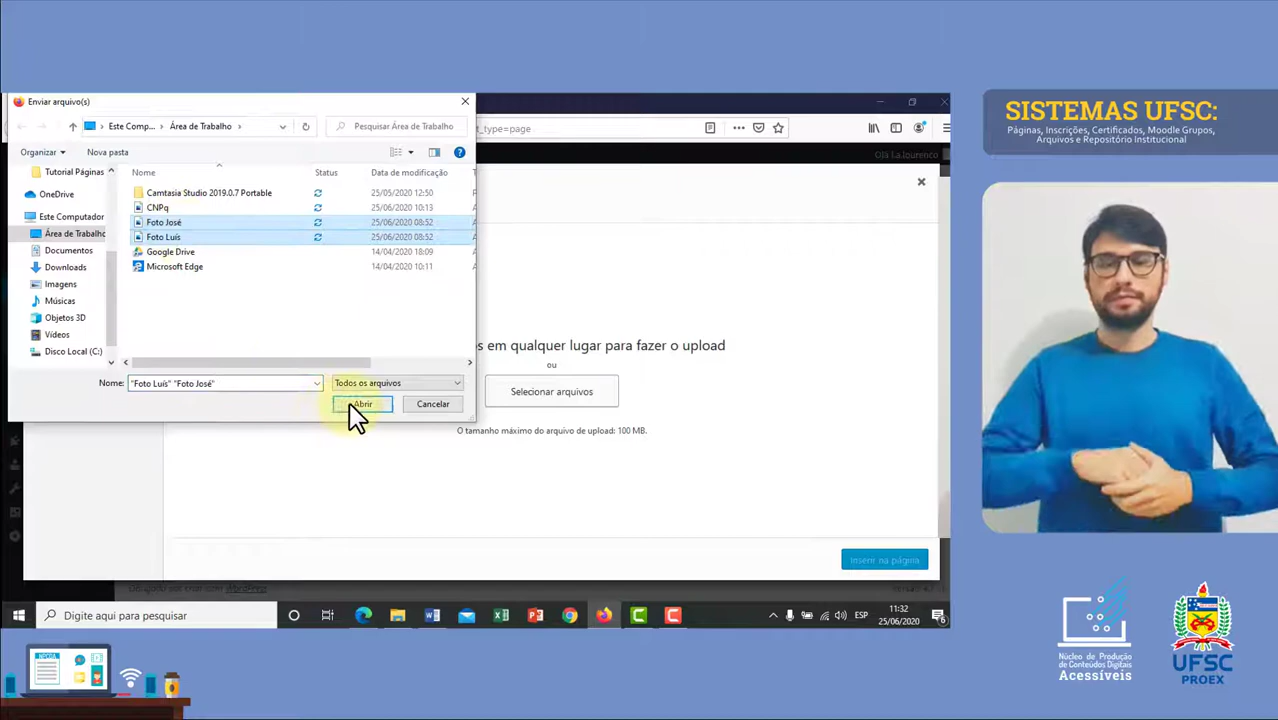 Enviar arquivo(s)
Este Comp... Área de Trabalho
Pesquisar Área de Trabalho
Organizar
Nova pasta
Nome
Status
Data de modificação
Tutorial Páginas
OneDrive
Este Computador
Área de Trabalho
Documentos
Downloads
Imagens
Músicas
Objetos 3D
Vídeos
Disco Local (C:)
Camtasia Studio 2019.0.7 Portable 25/05/2020 12:50
CNPq 25/06/2020 10:13
Foto José 25/06/2020 08:52
Foto Luís 25/06/2020 08:52
Google Drive 14/04/2020 18:09
Microsoft Edge 14/04/2020 10:11
Nome: "Foto Luís" "Foto José"
Todos os arquivos
Abrir
Cancelar
t_type=page
Olá l.a.lourenco
s em qualquer lugar para fazer o upload
ou
Selecionar arquivos
O tamanho máximo do arquivo de upload: 100 MB.
Inserir na página
Digite aqui para pesquisar
ESP
11:32
25/06/2020
6
SISTEMAS UFSC:
Páginas, Inscrições, Certificados, Moodle Grupos,
Arquivos e Repositório Institucional
Núcleo de Produção
de Conteúdos Digitais
Acessíveis
UFSC
PROEX
NPCDA